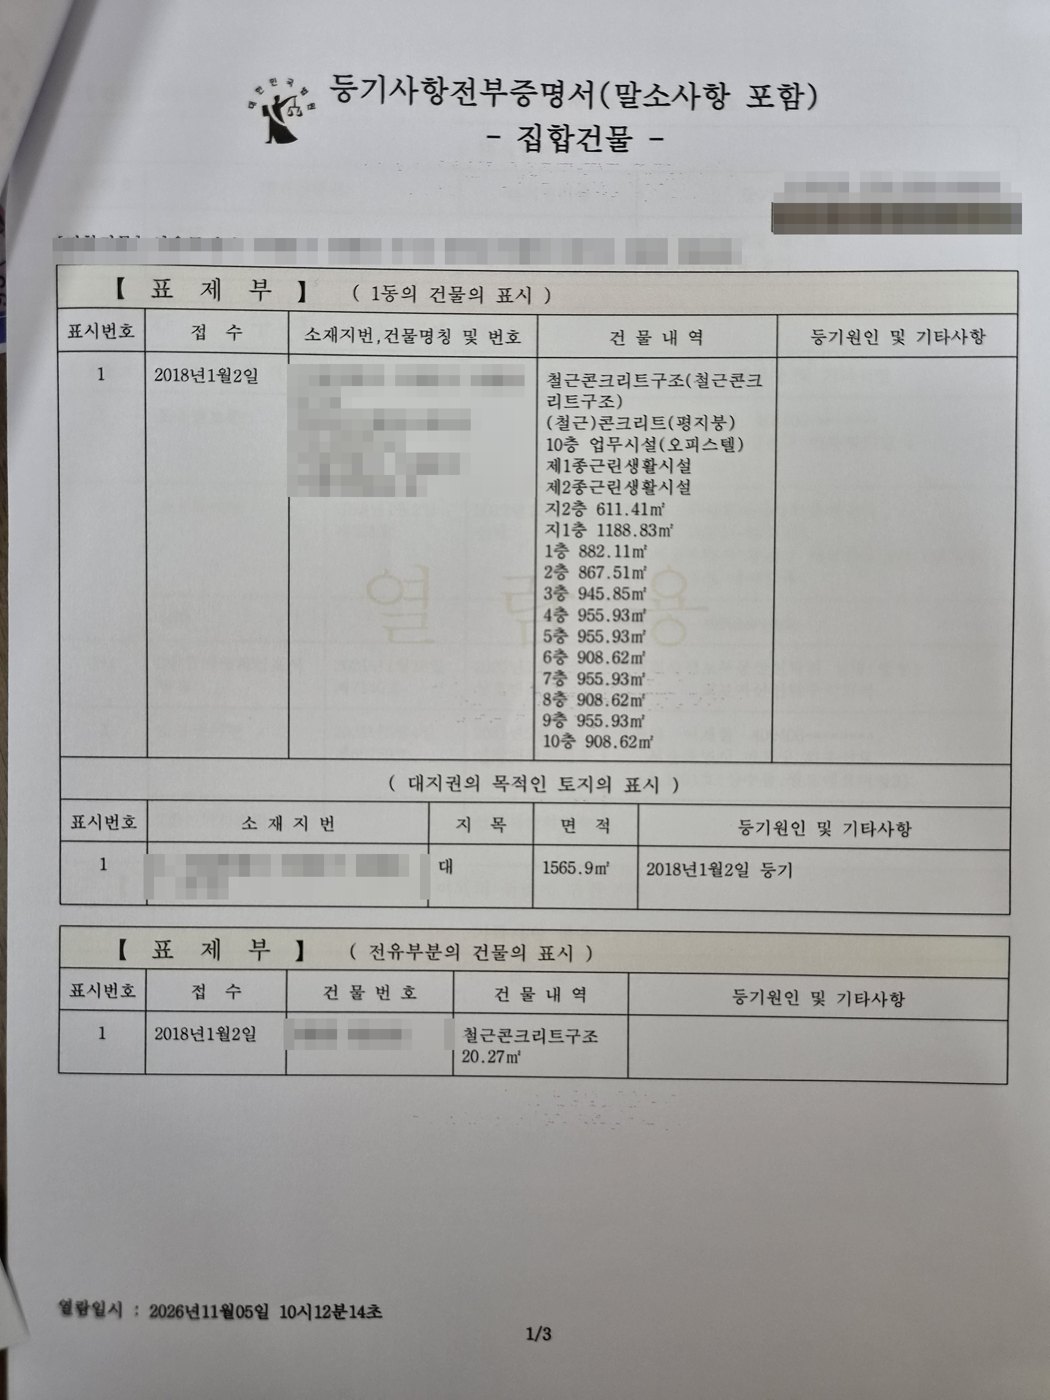 대한민국법원
등기사항전부증명서(말소사항 포함)
- 집합건물 -
【 표 제 부 】 ( 1동의 건물의 표시 )
표시번호 접 수 소재지번,건물명칭 및 번호 건 물 내 역 등기원인 및 기타사항
1 2018년1월2일 철근콘크리트구조(철근콘크
리트구조)
(철근)콘크리트(평지붕)
10층 업무시설(오피스텔)
제1종근린생활시설
제2종근린생활시설
지2층 611.41㎡
지1층 1188.83㎡
1층 882.11㎡
2층 867.51㎡
3층 945.85㎡
4층 955.93㎡
5층 955.93㎡
6층 908.62㎡
7층 955.93㎡
8층 908.62㎡
9층 955.93㎡
10층 908.62㎡
열 람 용
( 대지권의 목적인 토지의 표시 )
표시번호 소 재 지 번 지 목 면 적 등기원인 및 기타사항
1 대 1565.9㎡ 2018년1월2일 등기
【 표 제 부 】 ( 전유부분의 건물의 표시 )
표시번호 접 수 건 물 번 호 건 물 내 역 등기원인 및 기타사항
1 2018년1월2일 철근콘크리트구조
20.27㎡
열람일시 : 2026년11월05일 10시12분14초
1/3